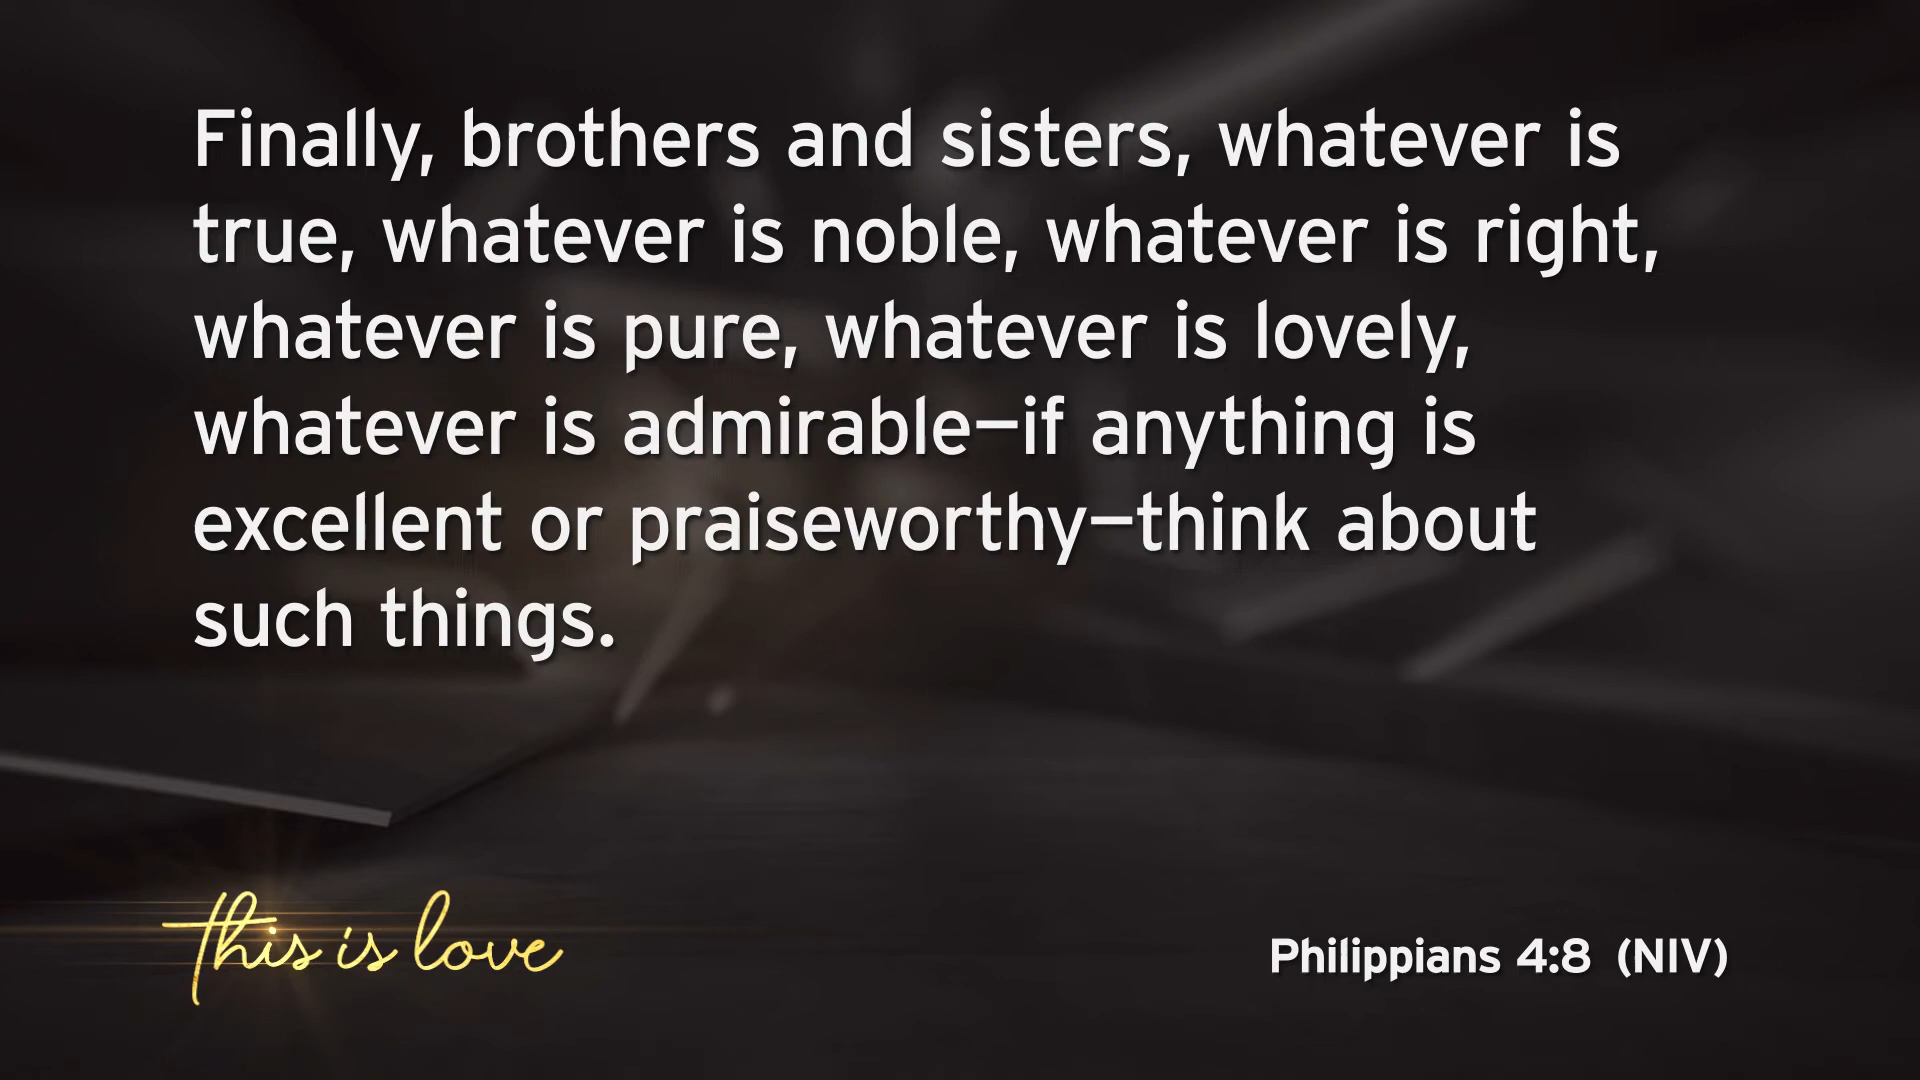 Finally, brothers and sisters, whatever is
true, whatever is noble, whatever is right,
whatever is pure, whatever is lovely,
whatever is admirable—if anything is
excellent or praiseworthy—think about
such things.
this is love
Philippians 4:8 (NIV)